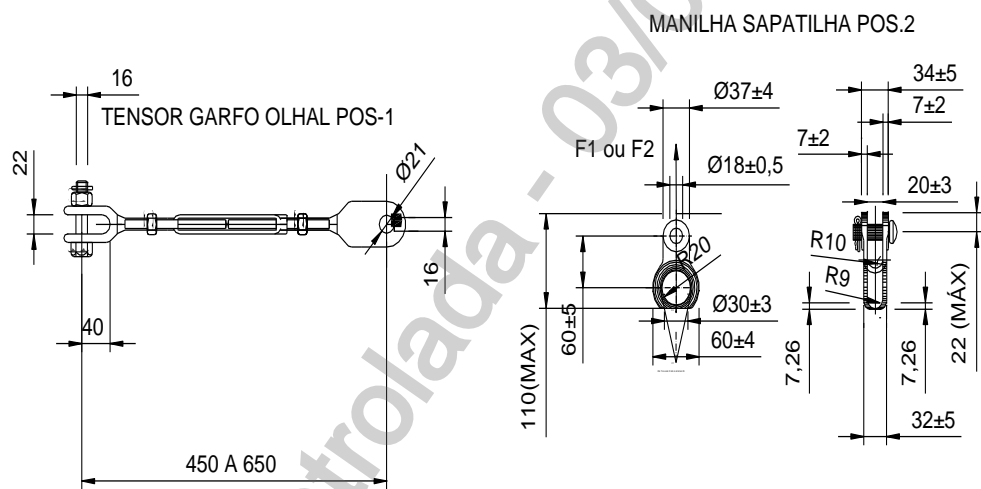 MANILHA SAPATILHA POS.2
16
TENSOR GARFO OLHAL POS-1
22
Ø21
16
40
450 A 650
34±5
7±2
Ø37±4
7±2
F1 ou F2
Ø18±0,5
20±3
R20
R10
R9
110(MAX)
60±5
Ø30±3
60±4
7,26
7,26
22 (MÁX)
32±5
trolada - 03/